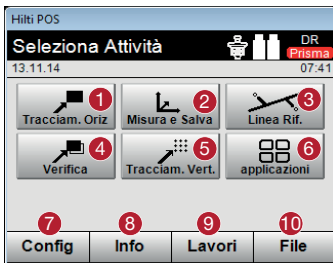 Hilti POS
Seleziona Attività
DR
Prisma
13.11.14
07:41
1
2
3
Tracciam. Oriz
Misura e Salva
Linea Rif.
4
5
6
Verifica
Tracciam. Vert.
applicazioni
7
8
9
10
Config
Info
Lavori
File